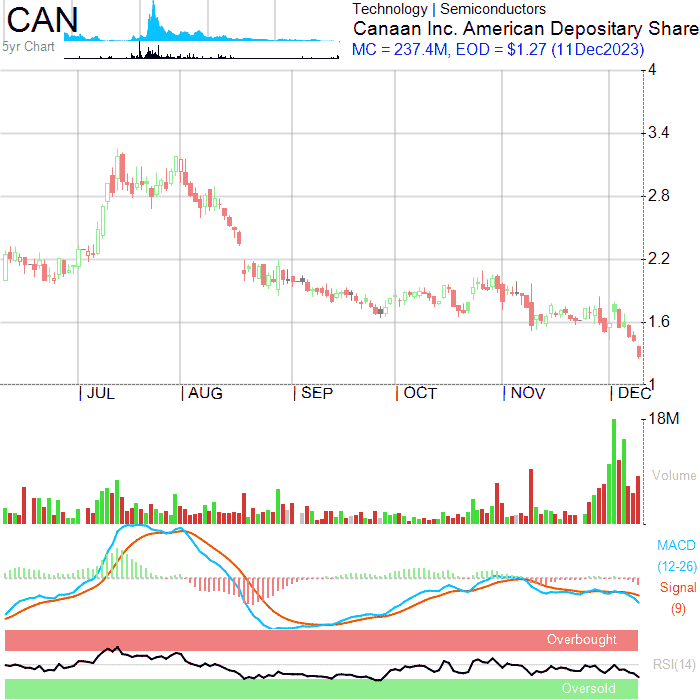 CAN
5yr Chart
Technology | Semiconductors
Canaan Inc. American Depositary Share
MC = 237.4M, EOD = $1.27 (11Dec2023)
4
3.4
2.8
2.2
1.6
1
| JUL | AUG | SEP | OCT | NOV | DEC
18M
Volume
MACD
(12-26)
Signal
(9)
Overbought
RSI(14)
Oversold